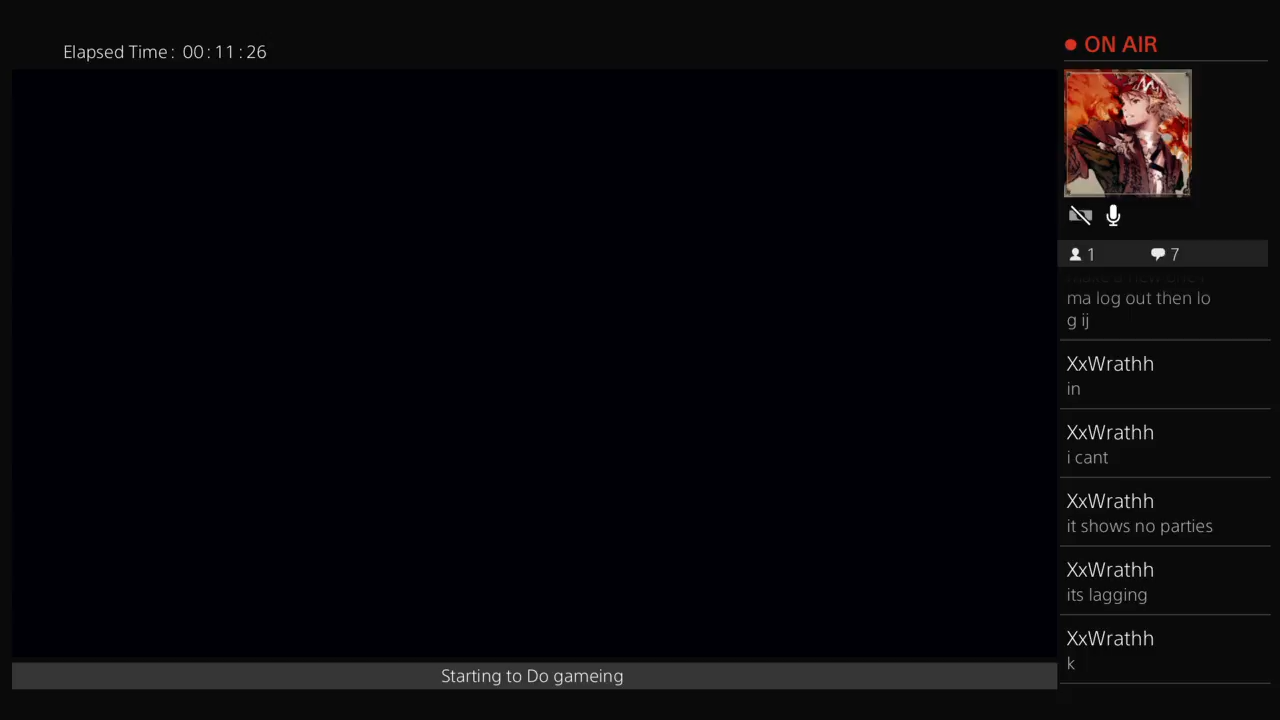 Elapsed Time: 00:11:26
ON AIR
1 7
ma log out then lo
g ij
XxWrathh
in
XxWrathh
i cant
XxWrathh
it shows no parties
XxWrathh
its lagging
XxWrathh
k
Starting to Do gameing